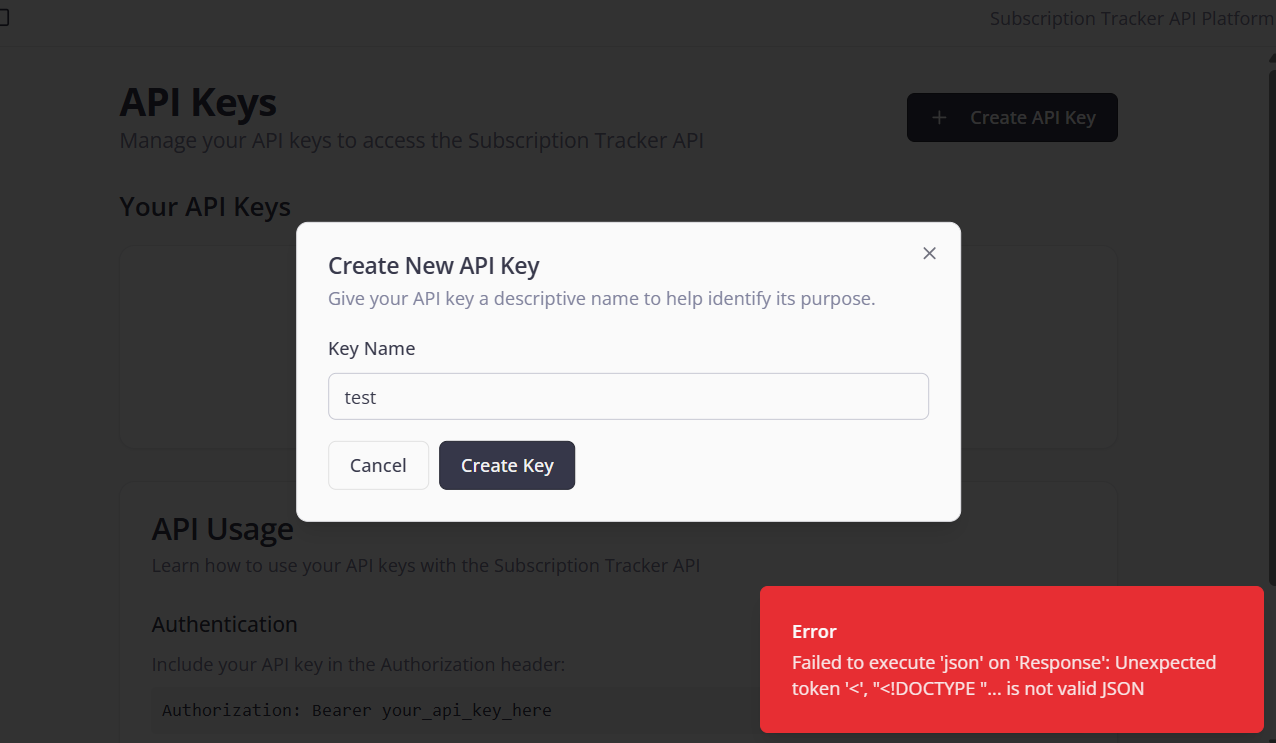 Subscription Tracker API Platform
API Keys
Manage your API keys to access the Subscription Tracker API
+ Create API Key
Your API Keys
Create New API Key
Give your API key a descriptive name to help identify its purpose.
Key Name
test
Cancel
Create Key
API Usage
Learn how to use your API keys with the Subscription Tracker API
Authentication
Include your API key in the Authorization header:
Authorization: Bearer your_api_key_here
Error
Failed to execute 'json' on 'Response': Unexpected
token '<', "<!DOCTYPE "... is not valid JSON